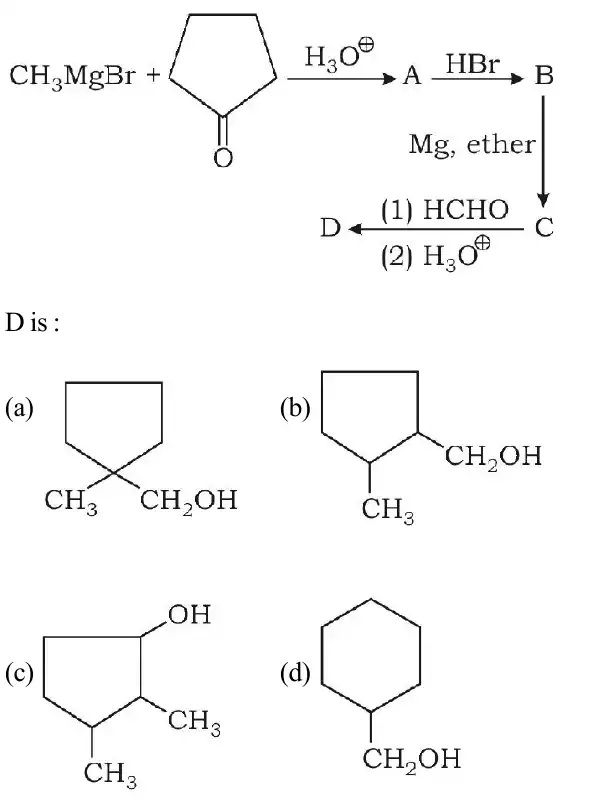 CH₃MgBr + H₃O⊕ A HBr B
O
Mg, ether
D (1) HCHO C
(2) H₃O⊕
D is :
(a)
CH₃ CH₂OH
(b)
CH₂OH
CH₃
(c)
OH
CH₃
CH₃
(d)
CH₂OH